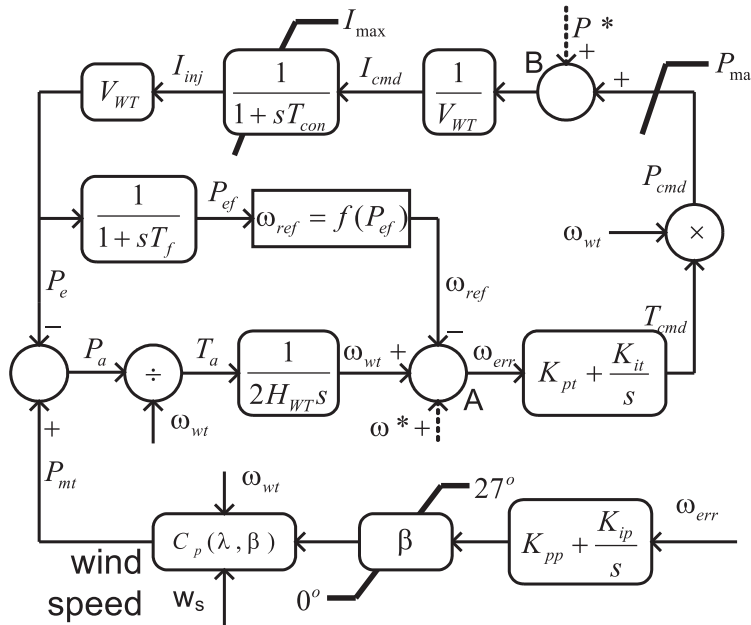 I_max
P *
B
+
+
P_ma
V_WT
I_inj
1 / (1 + sT_con)
I_cmd
1 / V_WT
P_cmd
1 / (1 + sT_f)
P_ef
ω_ref = f(P_ef)
ω_wt
×
P_e
ω_ref
T_cmd
−
−
P_a
÷
T_a
1 / (2H_WT s)
ω_wt
+
ω_err
K_pt + K_it / s
A
+
ω_wt
ω * +
P_mt
ω_wt
27°
ω_err
C_p (λ, β)
β
K_pp + K_ip / s
wind
speed
w_s
0°